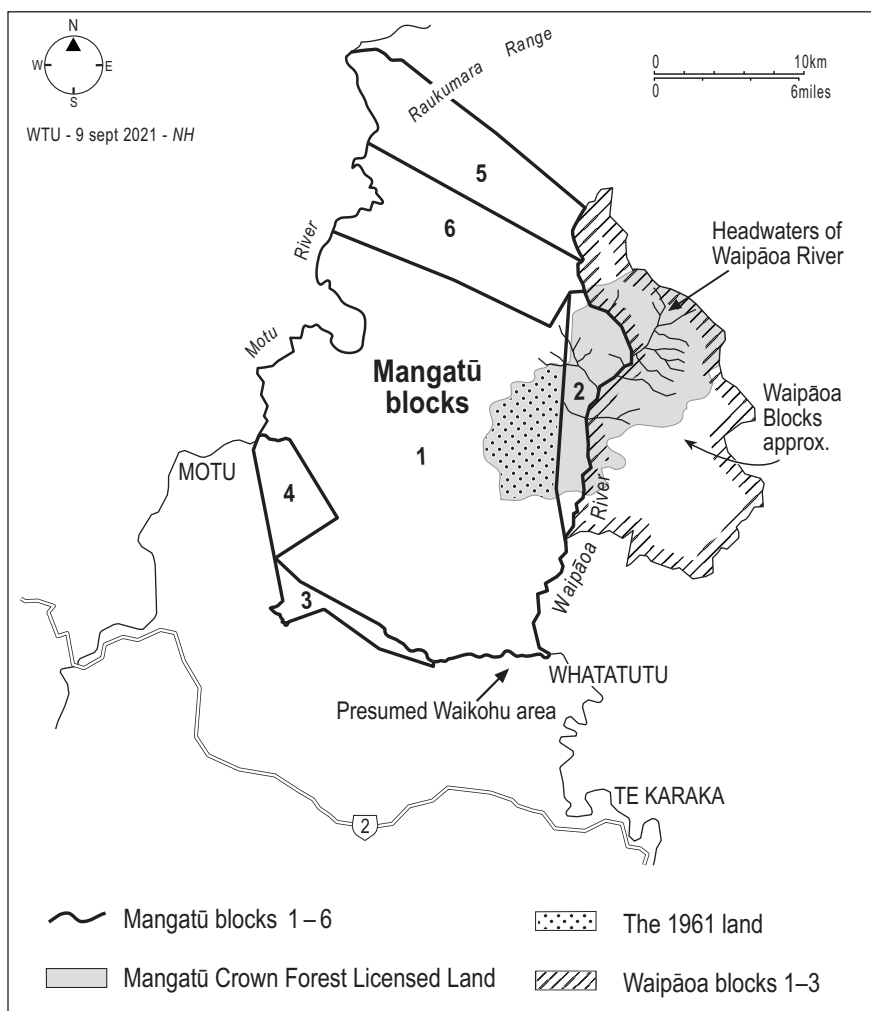 N
W
E
S
WTU - 9 sept 2021 - NH
Raukumara Range
0 10km
0 6miles
5
River
6
Headwaters of
Waipāoa River
Motu
Mangatū
blocks
2
1
Waipāoa
Blocks
approx.
MOTU
4
River
Waipāoa
3
WHATATUTU
Presumed Waikohu area
TE KARAKA
2
Mangatū blocks 1–6
The 1961 land
Mangatū Crown Forest Licensed Land
Waipāoa blocks 1–3